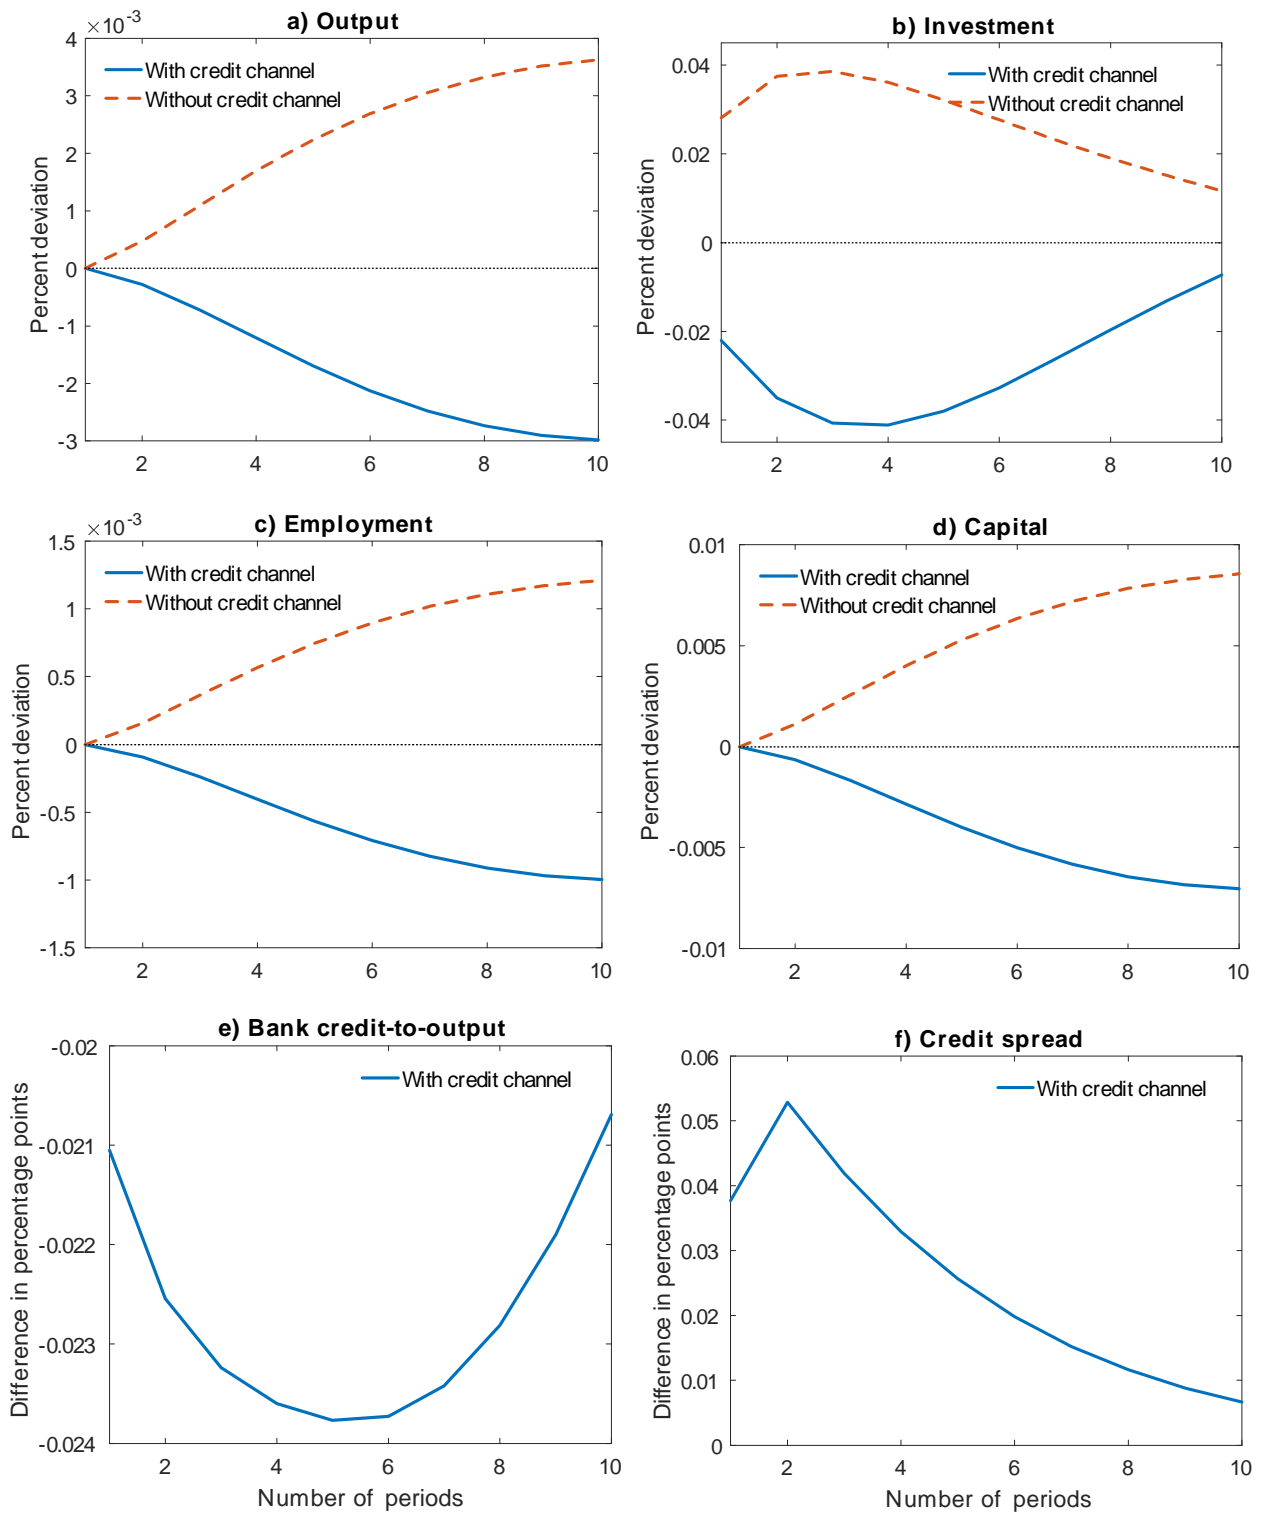 a) Output
×10-3
4
3
2
1
0
-1
-2
-3
With credit channel
Without credit channel
Percent deviation
2 4 6 8 10
b) Investment
0.04
0.02
0
-0.02
-0.04
With credit channel
Without credit channel
Percent deviation
2 4 6 8 10
c) Employment
×10-3
1.5
1
0.5
0
-0.5
-1
-1.5
With credit channel
Without credit channel
Percent deviation
2 4 6 8 10
d) Capital
0.01
0.005
0
-0.005
-0.01
With credit channel
Without credit channel
Percent deviation
2 4 6 8 10
e) Bank credit-to-output
-0.02
-0.021
-0.022
-0.023
-0.024
With credit channel
Difference in percentage points
2 4 6 8 10
Number of periods
f) Credit spread
0.06
0.05
0.04
0.03
0.02
0.01
0
With credit channel
Difference in percentage points
2 4 6 8 10
Number of periods